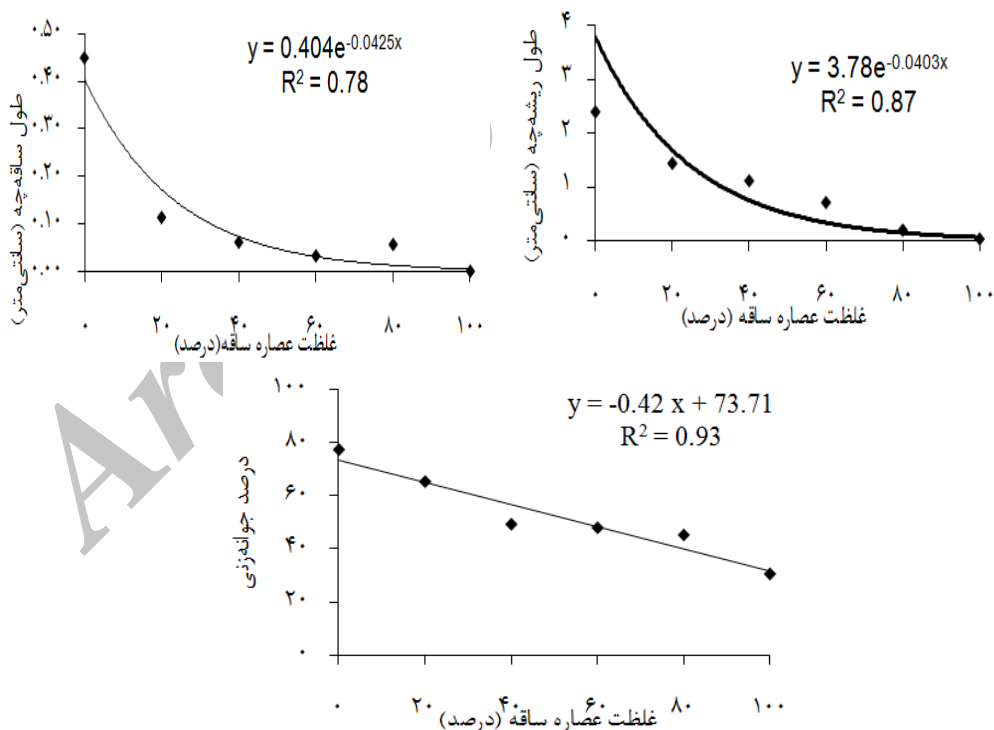 ۰.۵۰
۰.۴۰
۰.۳۰
۰.۲۰
۰.۱۰
۰.۰۰
طول ساقه‌چه (سانتی‌متر)
y = 0.404e^-0.0425x
R² = 0.78
۰ ۲۰ ۴۰ ۶۰ ۸۰ ۱۰۰
غلظت عصاره ساقه(درصد)
۴
۳
۲
۱
۰
طول ریشه‌چه (سانتی‌متر)
y = 3.78e^-0.0403x
R² = 0.87
۰ ۲۰ ۴۰ ۶۰ ۸۰ ۱۰۰
غلظت عصاره ساقه (درصد)
Ar
۱۰۰
۸۰
۶۰
۴۰
۲۰
۰
درصد جوانه‌زنی
y = -0.42 x + 73.71
R² = 0.93
۰ ۲۰ ۴۰ ۶۰ ۸۰ ۱۰۰
غلظت عصاره ساقه (درصد)